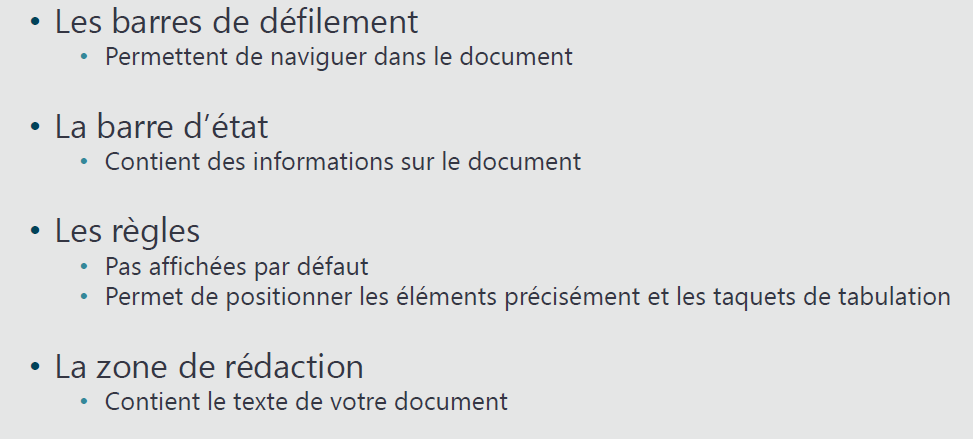 • Les barres de défilement
• Permettent de naviguer dans le document
• La barre d’état
• Contient des informations sur le document
• Les règles
• Pas affichées par défaut
• Permet de positionner les éléments précisément et les taquets de tabulation
• La zone de rédaction
• Contient le texte de votre document